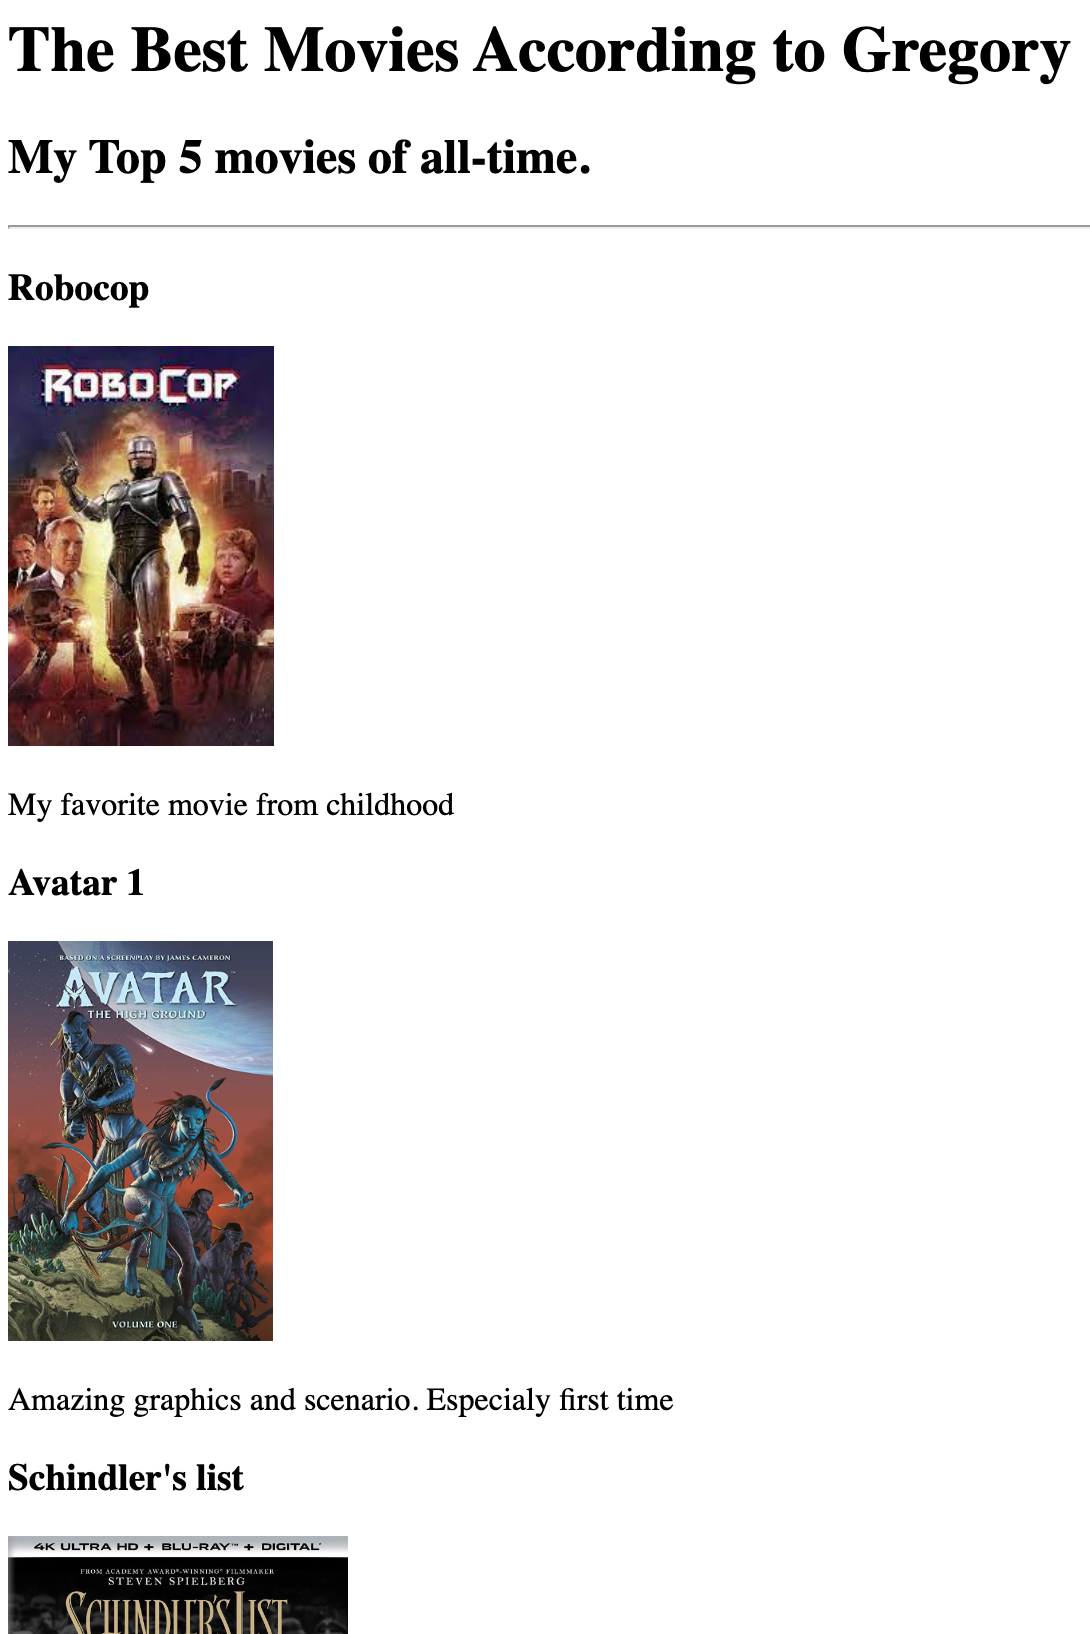 The Best Movies According to Gregory
My Top 5 movies of all-time.
Robocop
ROBOCOP
My favorite movie from childhood
Avatar 1
BASED ON A SCREENPLAY BY JAMES CAMERON
AVATAR
THE HIGH GROUND
VOLUME ONE
Amazing graphics and scenario. Especialy first time
Schindler's list
4K ULTRA HD + BLU-RAY™ + DIGITAL
FROM ACADEMY AWARD®-WINNING FILMMAKER
STEVEN SPIELBERG
SCHINDLER'S LIST